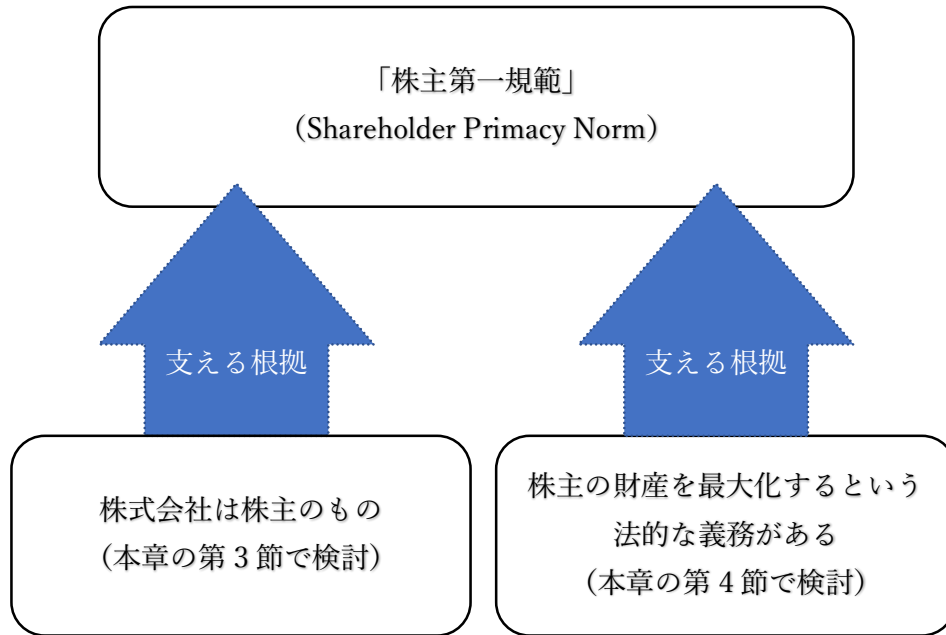 「株主第一規範」
（Shareholder Primacy Norm）
支える根拠
支える根拠
株式会社は株主のもの
（本章の第 3 節で検討）
株主の財産を最大化するという
法的な義務がある
（本章の第 4 節で検討）